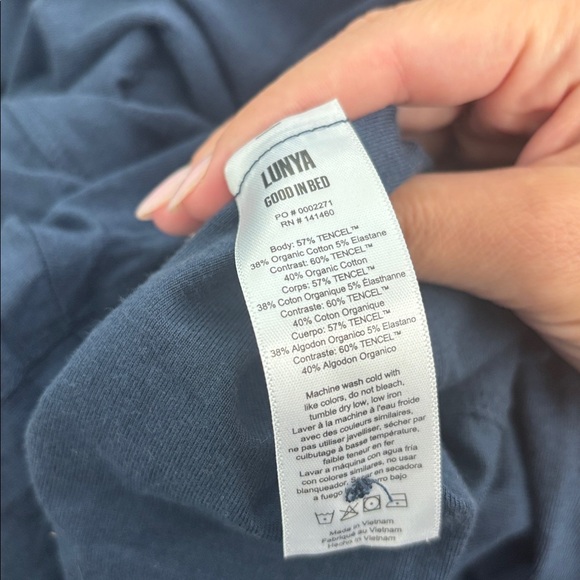 LUNYA
GOOD IN BED
PO # 0002271
RN # 141460
Body: 57% TENCEL™
38% Organic Cotton 5% Elastane
Contrast: 60% TENCEL™
40% Organic Cotton
Corps: 57% TENCEL™
38% Coton Organique 5% Élasthanne
Contraste: 60% TENCEL™
40% Coton Organique
Cuerpo: 57% TENCEL™
38% Algodon Organico 5% Elastano
Contraste: 60% TENCEL™
40% Algodon Organico
Machine wash cold with
like colors, do not bleach,
tumble dry low, low iron
Laver à la machine à l'eau froide
avec des couleurs similaires,
ne pas utiliser javelliser, sécher par
culbutage à basse température,
faible teneur en fer
Lavar a máquina con agua fría
con colores similares, no usar
blanqueador, en secadora
a fuego bajo
Made in Vietnam
Fabriqué au Vietnam
Hecho in Vietnam